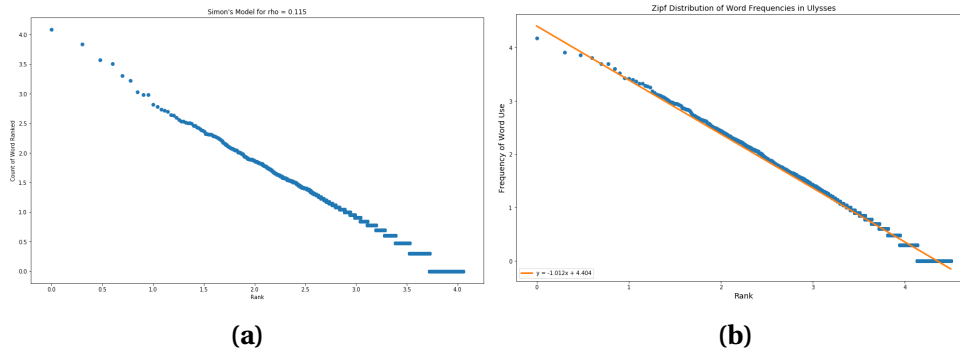 Simon's Model for rho = 0.115
4.0
3.5
3.0
2.5
2.0
1.5
1.0
0.5
0.0
Count of Word Ranked
0.0 0.5 1.0 1.5 2.0 2.5 3.0 3.5 4.0
Rank
(a)
Zipf Distribution of Word Frequencies in Ulysses
4
3
2
1
0
Frequency of Word Use
y = -1.012x + 4.404
0 1 2 3 4
Rank
(b)